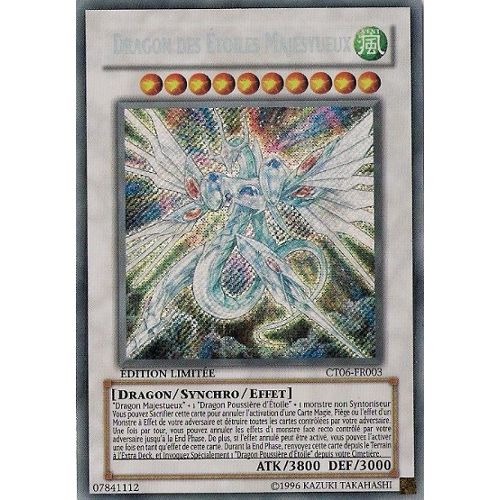 DRAGON DES ÉTOILES MAJESTUEUX
風
ÉDITION LIMITÉE
CT06-FR003
[DRAGON/SYNCHRO/EFFET]
"Dragon Majestueux" + 1 "Dragon Poussière d'Étoile" + 1 monstre non Syntoniseur
Vous pouvez Sacrifier cette carte pour annuler l'activation d'une Carte Magie, Piège ou l'effet d'un
Monstre à Effet de votre adversaire et détruire toutes les cartes contrôlées par votre adversaire.
Une fois par tour, vous pouvez annuler les effets d'1 monstre face recto contrôlé par votre
adversaire jusqu'à la End Phase. De plus, si un effet annulé peut être activé, vous pouvez l'activer
une fois en tant qu'effet de cette carte. Durant la End Phase, renvoyez cette carte depuis le Terrain
à l'Extra Deck, et Invoquez Spécialement 1 "Dragon Poussière d'Étoile" depuis votre Cimetière.
ATK/3800 DEF/3000
07841112
©1996 KAZUKI TAKAHASHI